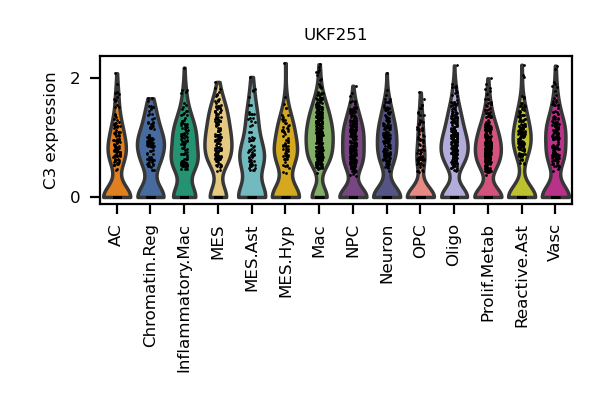 UKF251
C3 expression
2
0
AC
Chromatin.Reg
Inflammatory.Mac
MES
MES.Ast
MES.Hyp
Mac
NPC
Neuron
OPC
Oligo
Prolif.Metab
Reactive.Ast
Vasc